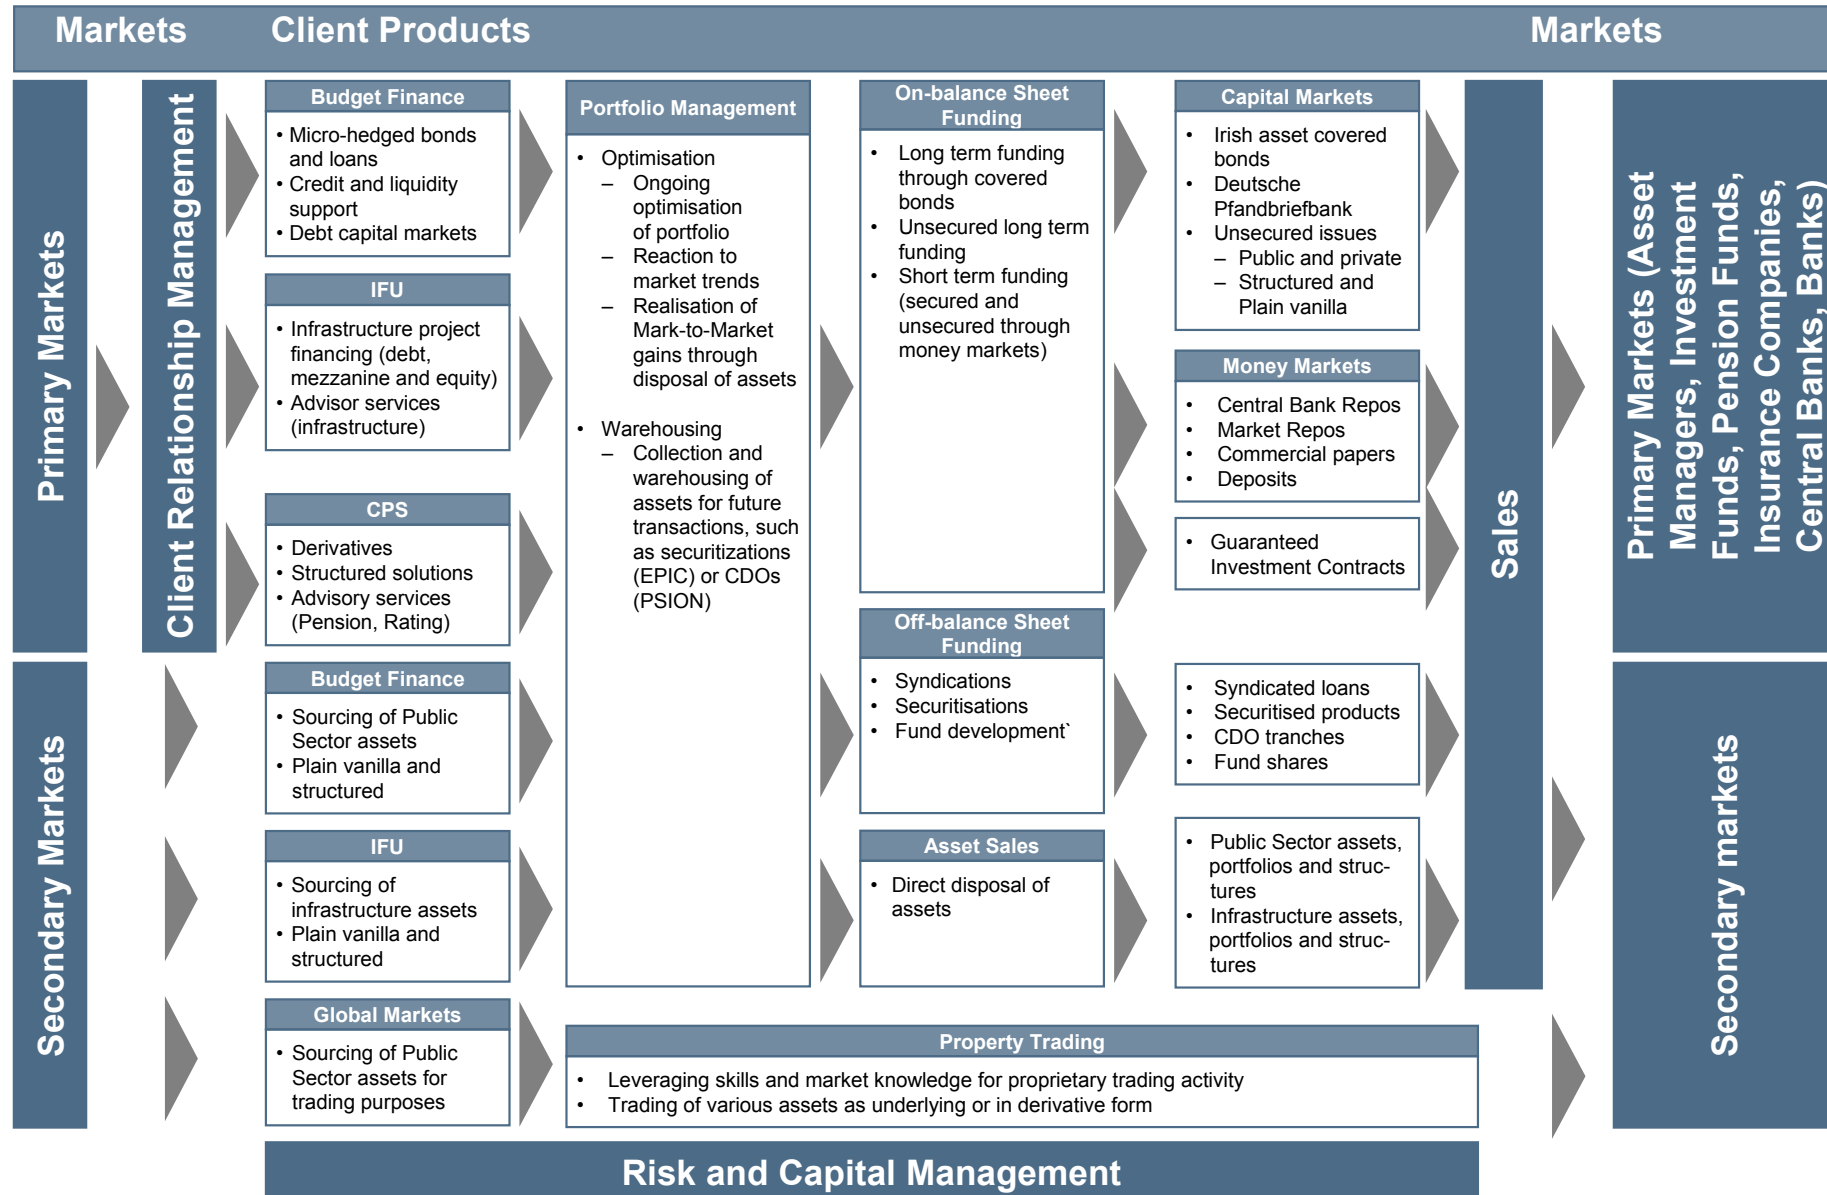 Markets
Client Products
Markets
Primary Markets
Client Relationship Management
Budget Finance
• Micro-hedged bonds
and loans
• Credit and liquidity
support
• Debt capital markets
IFU
• Infrastructure project
financing (debt,
mezzanine and equity)
• Advisor services
(infrastructure)
CPS
• Derivatives
• Structured solutions
• Advisory services
(Pension, Rating)
Secondary Markets
Budget Finance
• Sourcing of Public
Sector assets
• Plain vanilla and
structured
IFU
• Sourcing of
infrastructure assets
• Plain vanilla and
structured
Global Markets
• Sourcing of Public
Sector assets for
trading purposes
Portfolio Management
• Optimisation
– Ongoing
optimisation
of portfolio
– Reaction to
market trends
– Realisation of
Mark-to-Market
gains through
disposal of assets
• Warehousing
– Collection and
warehousing of
assets for future
transactions, such
as securitizations
(EPIC) or CDOs
(PSION)
On-balance Sheet
Funding
• Long term funding
through covered
bonds
• Unsecured long term
funding
• Short term funding
(secured and
unsecured through
money markets)
Off-balance Sheet
Funding
• Syndications
• Securitisations
• Fund development`
Asset Sales
• Direct disposal of
assets
Capital Markets
• Irish asset covered
bonds
• Deutsche
Pfandbriefbank
• Unsecured issues
– Public and private
– Structured and
Plain vanilla
Money Markets
• Central Bank Repos
• Market Repos
• Commercial papers
• Deposits
• Guaranteed
Investment Contracts
• Syndicated loans
• Securitised products
• CDO tranches
• Fund shares
• Public Sector assets,
portfolios and struc-
tures
• Infrastructure assets,
portfolios and struc-
tures
Property Trading
• Leveraging skills and market knowledge for proprietary trading activity
• Trading of various assets as underlying or in derivative form
Sales
Primary Markets (Asset
Managers, Investment
Funds, Pension Funds,
Insurance Companies,
Central Banks, Banks)
Secondary markets
Risk and Capital Management